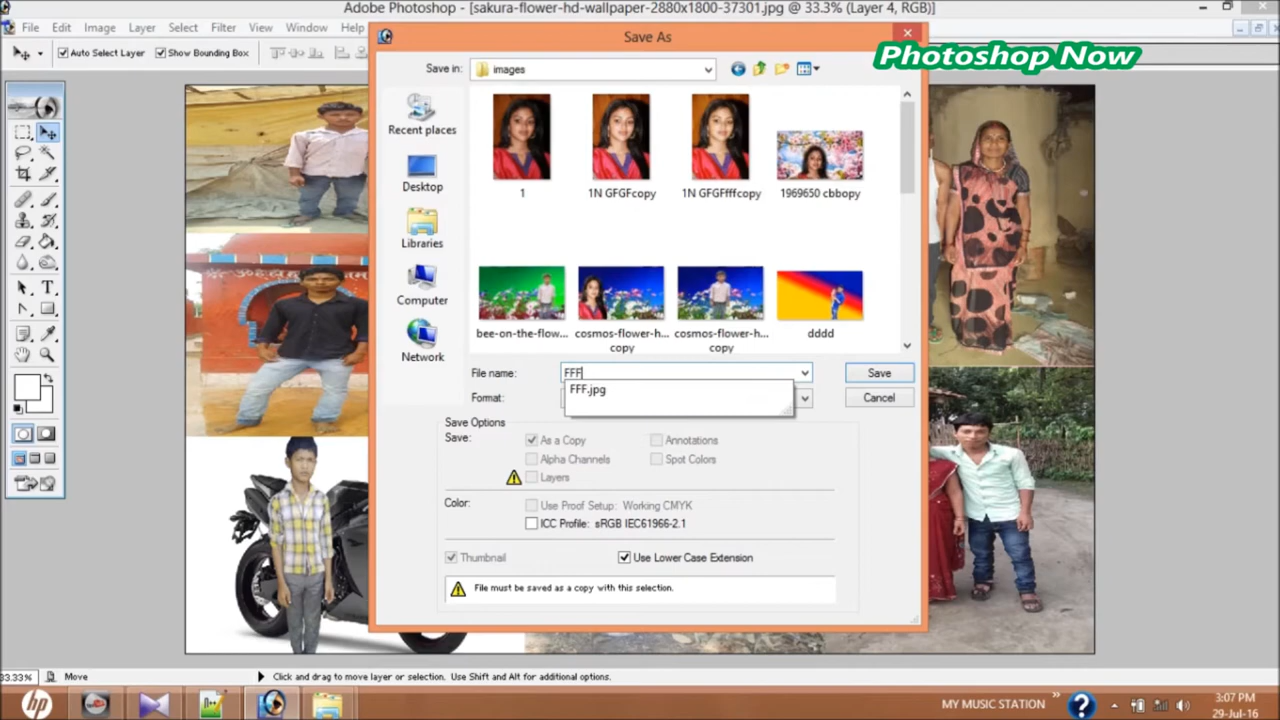 Adobe Photoshop - [sakura-flower-hd-wallpaper-2880x1800-37301.jpg @ 33.3% (Layer 4, RGB)]
File Edit Image Layer Select Filter View Window Help
Auto Select Layer Show Bounding Box
Photoshop Now
Save As
Save in: images
Recent places
Desktop
Libraries
Computer
Network
1 1N GFGFcopy 1N GFGFfffcopy 1969650 cbbopy
bee-on-the-flow... cosmos-flower-h... cosmos-flower-h... dddd
copy copy
File name: FFF Save
FFF.jpg
Format: Cancel
Save Options
Save: As a Copy Annotations
Alpha Channels Spot Colors
Layers
Color: Use Proof Setup: Working CMYK
ICC Profile: sRGB IEC61966-2.1
Thumbnail Use Lower Case Extension
File must be saved as a copy with this selection.
33.33% Move Click and drag to move layer or selection. Use Shift and Alt for additional options.
hp MY MUSIC STATION 3:07 PM
29-Jul-16